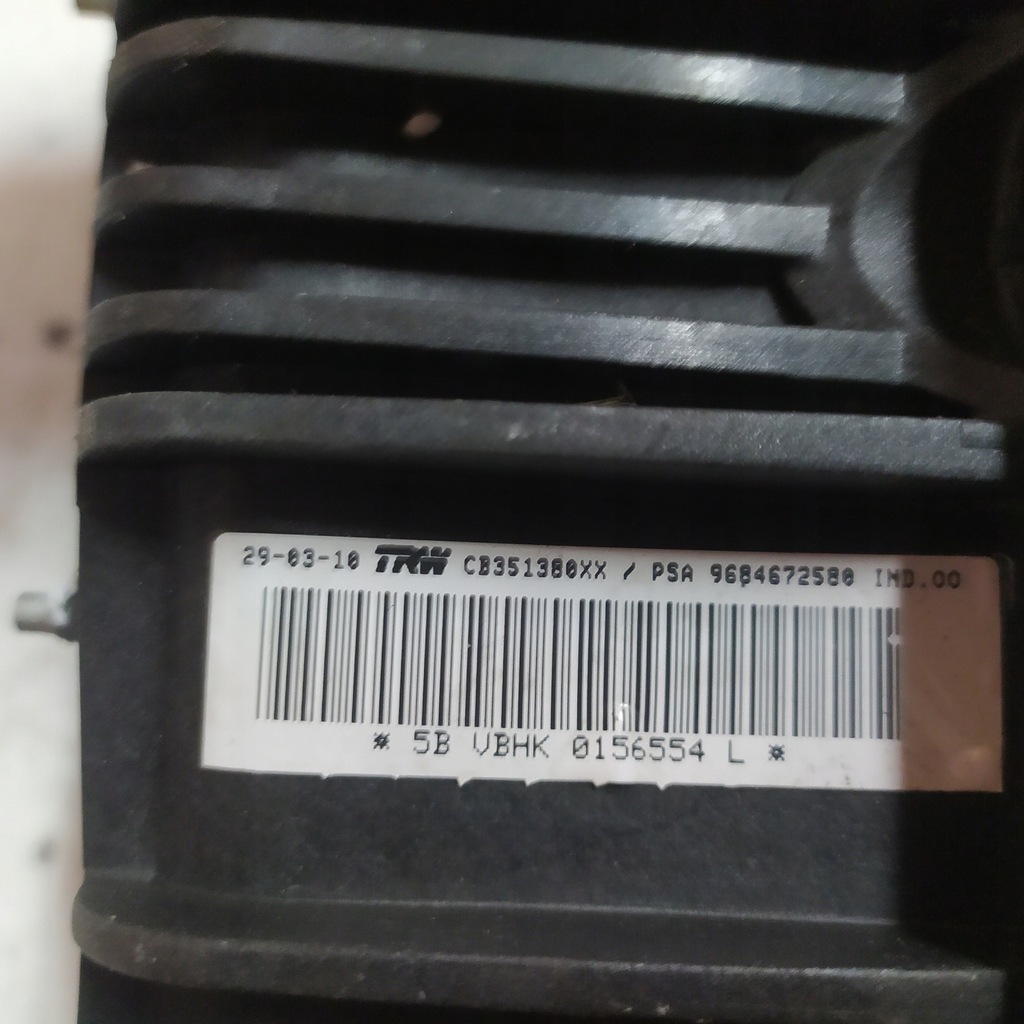 29-03-10 TRW CB351380XX / PSA 9684672580 IND.00
* 5B VBHK 0156554 L *